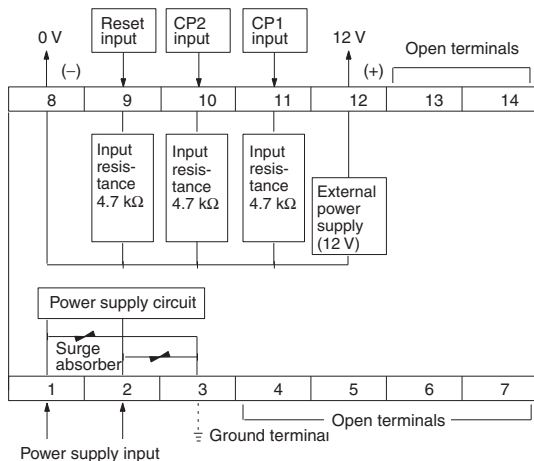 0 V
(−)
Reset
input
CP2
input
CP1
input
12 V
(+)
Open terminals
8 9 10 11 12 13 14
Input
resis-
tance
4.7 kΩ
Input
resis-
tance
4.7 kΩ
Input
resis-
tance
4.7 kΩ
External
power
supply
(12 V)
Power supply circuit
Surge
absorber
1 2 3 4 5 6 7
Open terminals
Ground terminal
Power supply input